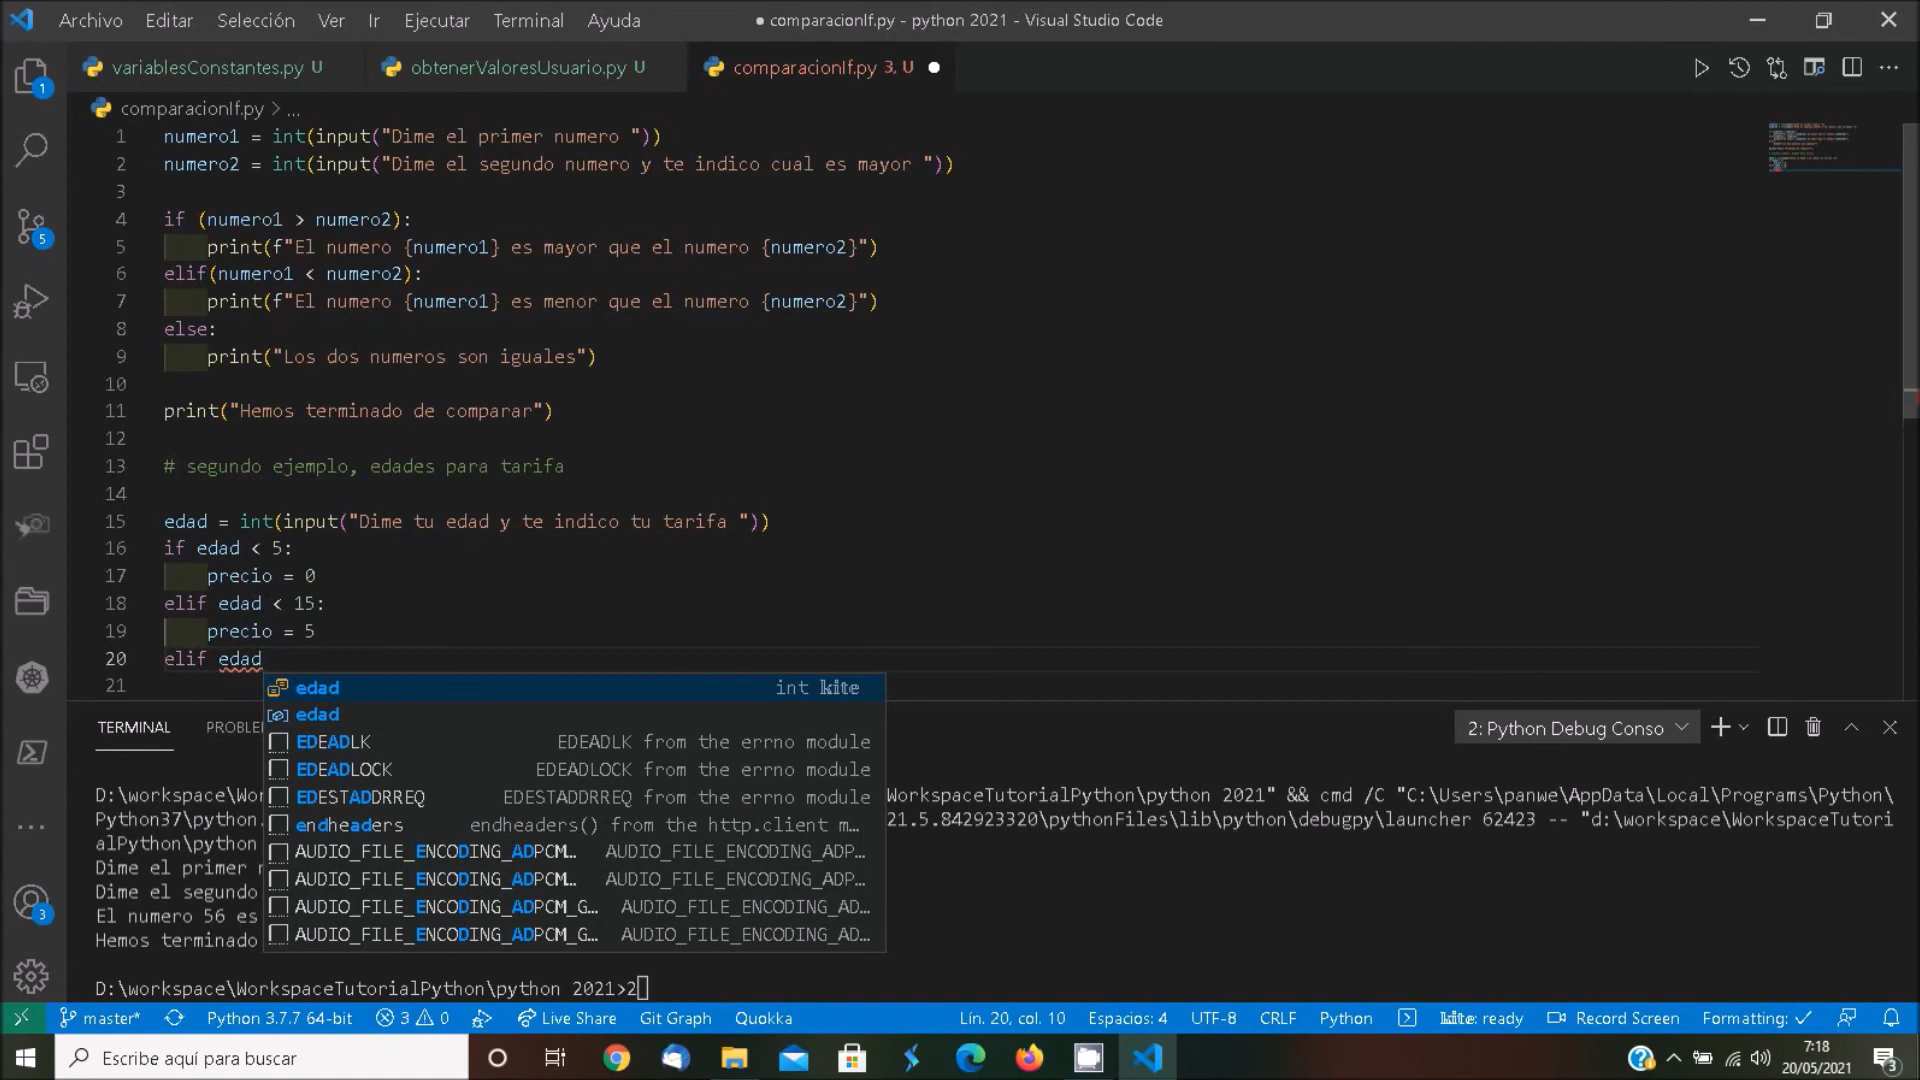 Archivo Editar Selección Ver Ir Ejecutar Terminal Ayuda
● comparacionIf.py - python 2021 - Visual Studio Code
variablesConstantes.py U
obtenerValoresUsuario.py U
comparacionIf.py 3, U
comparacionIf.py > ...
1 numero1 = int(input("Dime el primer numero "))
2 numero2 = int(input("Dime el segundo numero y te indico cual es mayor "))
3
4 if (numero1 > numero2):
5 print(f"El numero {numero1} es mayor que el numero {numero2}")
6 elif(numero1 < numero2):
7 print(f"El numero {numero1} es menor que el numero {numero2}")
8 else:
9 print("Los dos numeros son iguales")
10
11 print("Hemos terminado de comparar")
12
13 # segundo ejemplo, edades para tarifa
14
15 edad = int(input("Dime tu edad y te indico tu tarifa "))
16 if edad < 5:
17 precio = 0
18 elif edad < 15:
19 precio = 5
20 elif edad
21
1
5
3
edad int kite
edad
EDEADLK EDEADLK from the errno module
EDEADLOCK EDEADLOCK from the errno module
EDESTADDRREQ EDESTADDRREQ from the errno module
endheaders endheaders() from the http.client m...
AUDIO_FILE_ENCODING_ADPCM... AUDIO_FILE_ENCODING_ADP...
AUDIO_FILE_ENCODING_ADPCM... AUDIO_FILE_ENCODING_ADP...
AUDIO_FILE_ENCODING_ADPCM_G... AUDIO_FILE_ENCODING_AD...
AUDIO_FILE_ENCODING_ADPCM_G... AUDIO_FILE_ENCODING_AD...
TERMINAL PROBLE
2: Python Debug Conso
D:\workspace\Wor WorkspaceTutorialPython\python 2021" && cmd /C "C:\Users\panwe\AppData\Local\Programs\Python\
Python37\python. 21.5.842923320\pythonFiles\lib\python\debugpy\launcher 62423 -- "d:\workspace\WorkspaceTutori
alPython\python
Dime el primer
Dime el segundo
El numero 56 es
Hemos terminado
D:\workspace\WorkspaceTutorialPython\python 2021>2
master* Python 3.7.7 64-bit 3 0 Live Share Git Graph Quokka
Lín. 20, col. 10 Espacios: 4 UTF-8 CRLF Python kite: ready Record Screen Formatting: ✓
Escribe aquí para buscar
7:18
20/05/2021
3